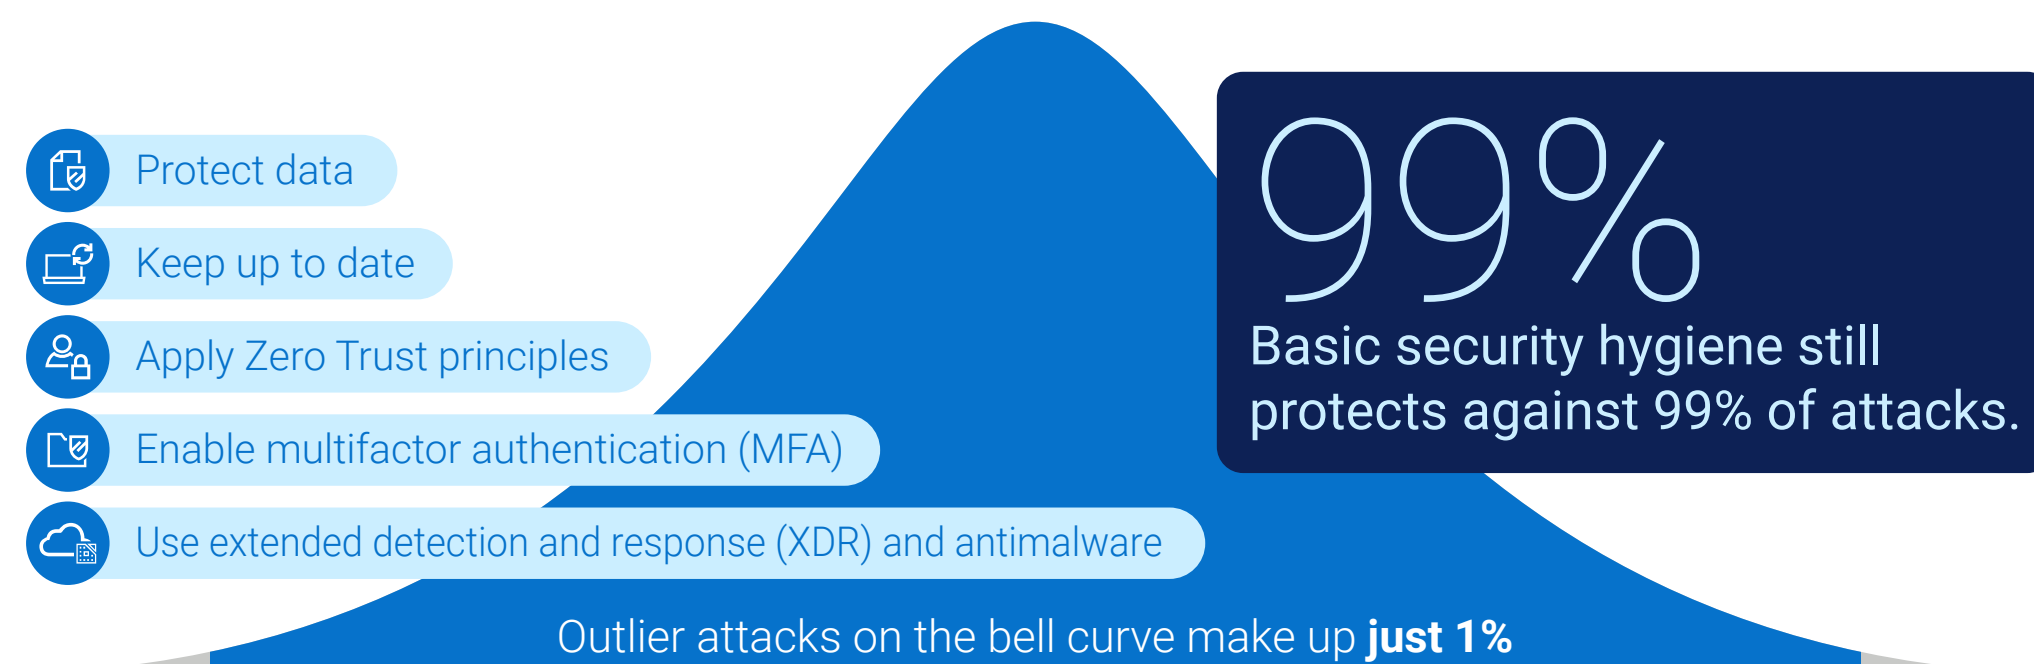 Protect data
Keep up to date
Apply Zero Trust principles
Enable multifactor authentication (MFA)
Use extended detection and response (XDR) and antimalware
99%
Basic security hygiene still
protects against 99% of attacks.
Outlier attacks on the bell curve make up just 1%